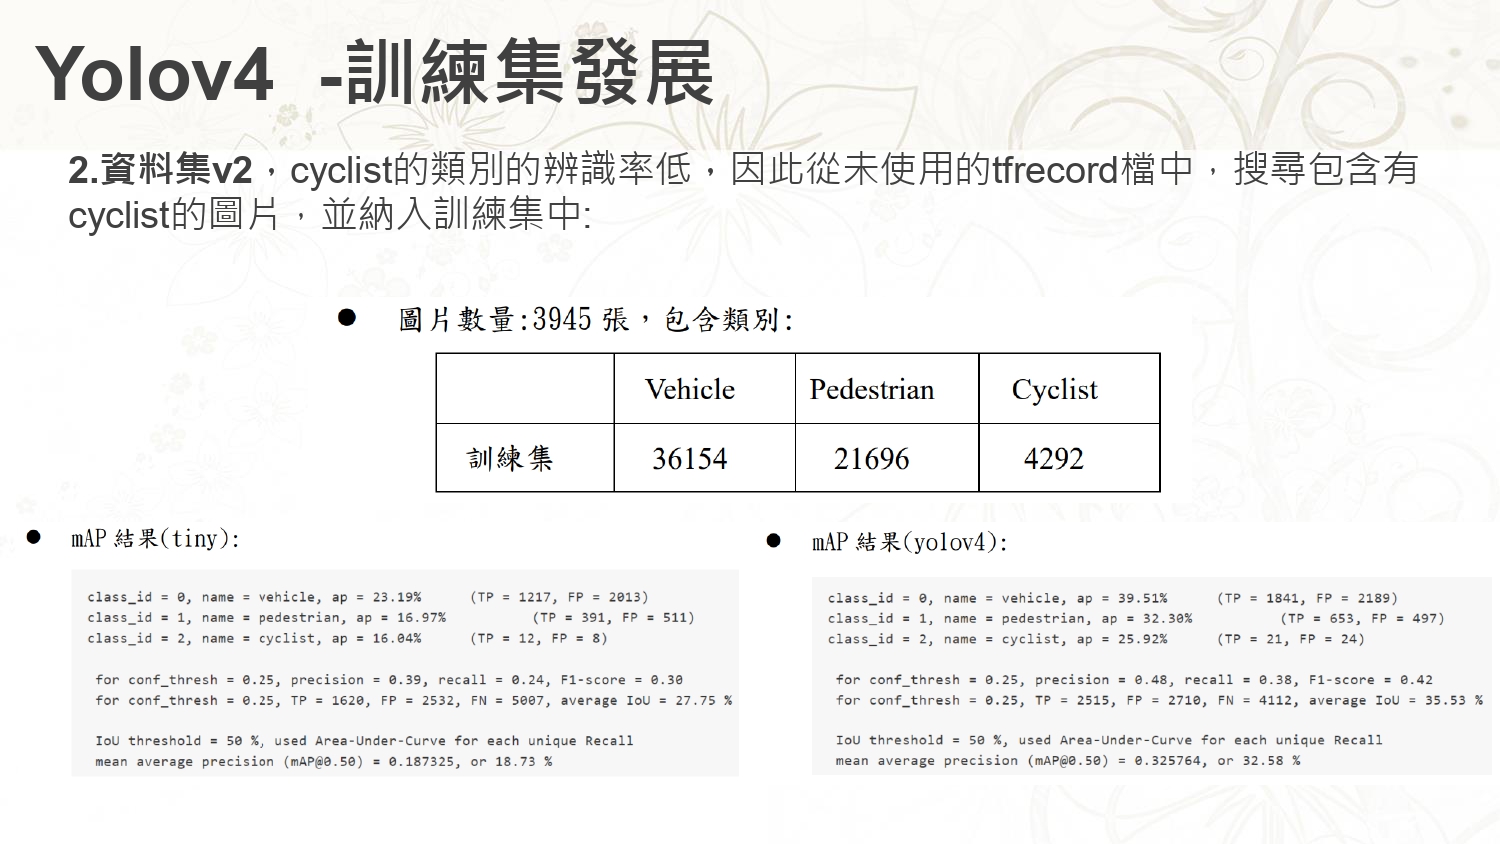 Yolov4 -訓練集發展
2.資料集v2，cyclist的類別的辨識率低，因此從未使用的tfrecord檔中，搜尋包含有
cyclist的圖片，並納入訓練集中:
● 圖片數量:3945 張，包含類別:
Vehicle Pedestrian Cyclist
訓練集 36154 21696 4292
● mAP 結果(tiny):
class_id = 0, name = vehicle, ap = 23.19% (TP = 1217, FP = 2013)
class_id = 1, name = pedestrian, ap = 16.97% (TP = 391, FP = 511)
class_id = 2, name = cyclist, ap = 16.04% (TP = 12, FP = 8)
for conf_thresh = 0.25, precision = 0.39, recall = 0.24, F1-score = 0.30
for conf_thresh = 0.25, TP = 1620, FP = 2532, FN = 5007, average IoU = 27.75 %
IoU threshold = 50 %, used Area-Under-Curve for each unique Recall
mean average precision (mAP@0.50) = 0.187325, or 18.73 %
● mAP 結果(yolov4):
class_id = 0, name = vehicle, ap = 39.51% (TP = 1841, FP = 2189)
class_id = 1, name = pedestrian, ap = 32.30% (TP = 653, FP = 497)
class_id = 2, name = cyclist, ap = 25.92% (TP = 21, FP = 24)
for conf_thresh = 0.25, precision = 0.48, recall = 0.38, F1-score = 0.42
for conf_thresh = 0.25, TP = 2515, FP = 2710, FN = 4112, average IoU = 35.53 %
IoU threshold = 50 %, used Area-Under-Curve for each unique Recall
mean average precision (mAP@0.50) = 0.325764, or 32.58 %